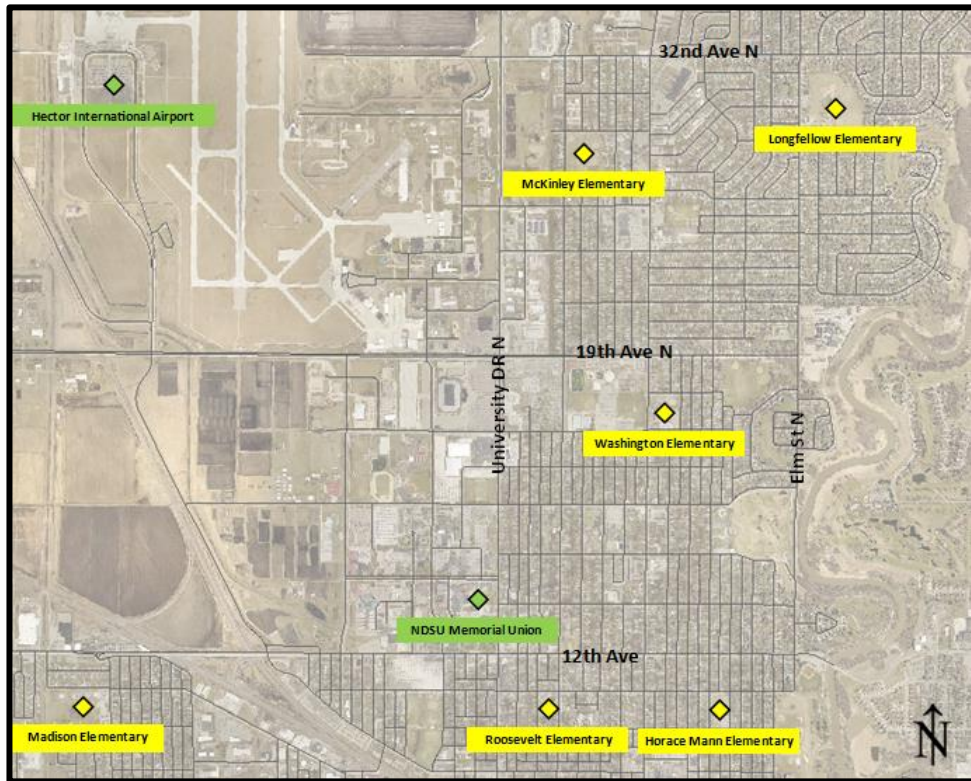 32nd Ave N
Hector International Airport
Longfellow Elementary
McKinley Elementary
19th Ave N
University DR N
Washington Elementary
Elm St N
NDSU Memorial Union
12th Ave
Madison Elementary
Roosevelt Elementary
Horace Mann Elementary
N